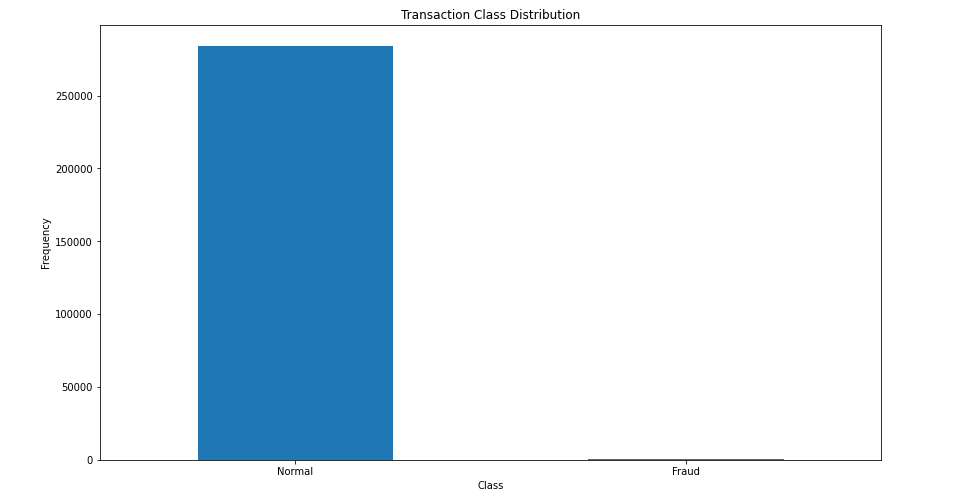 Transaction Class Distribution
250000
200000
150000
100000
50000
0
Frequency
Normal
Fraud
Class